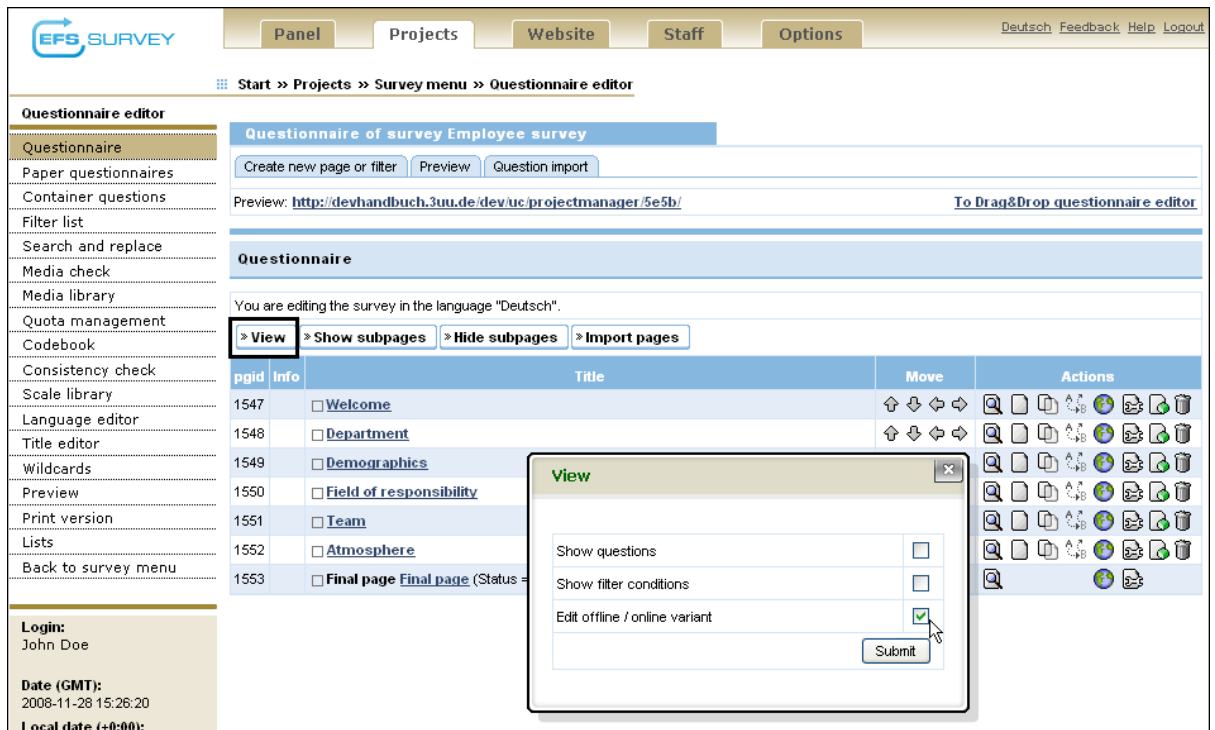 EFS SURVEY
Panel Projects Website Staff Options
Deutsch Feedback Help Logout
Start » Projects » Survey menu » Questionnaire editor
Questionnaire editor
Questionnaire
Paper questionnaires
Container questions
Filter list
Search and replace
Media check
Media library
Quota management
Codebook
Consistency check
Scale library
Language editor
Title editor
Wildcards
Preview
Print version
Lists
Back to survey menu
Login:
John Doe
Date (GMT):
2008-11-28 15:26:20
Local date (+0:00):
Questionnaire of survey Employee survey
Create new page or filter Preview Question import
Preview: http://devhandbuch.3uu.de/dev/uc/projectmanager/5e5b/ To Drag&Drop questionnaire editor
Questionnaire
You are editing the survey in the language "Deutsch".
» View » Show subpages » Hide subpages » Import pages
pgid Info Title Move Actions
1547 Welcome
1548 Department
1549 Demographics
1550 Field of responsibility
1551 Team
1552 Atmosphere
1553 Final page Final page (Status =
View
Show questions
Show filter conditions
Edit offline / online variant
Submit